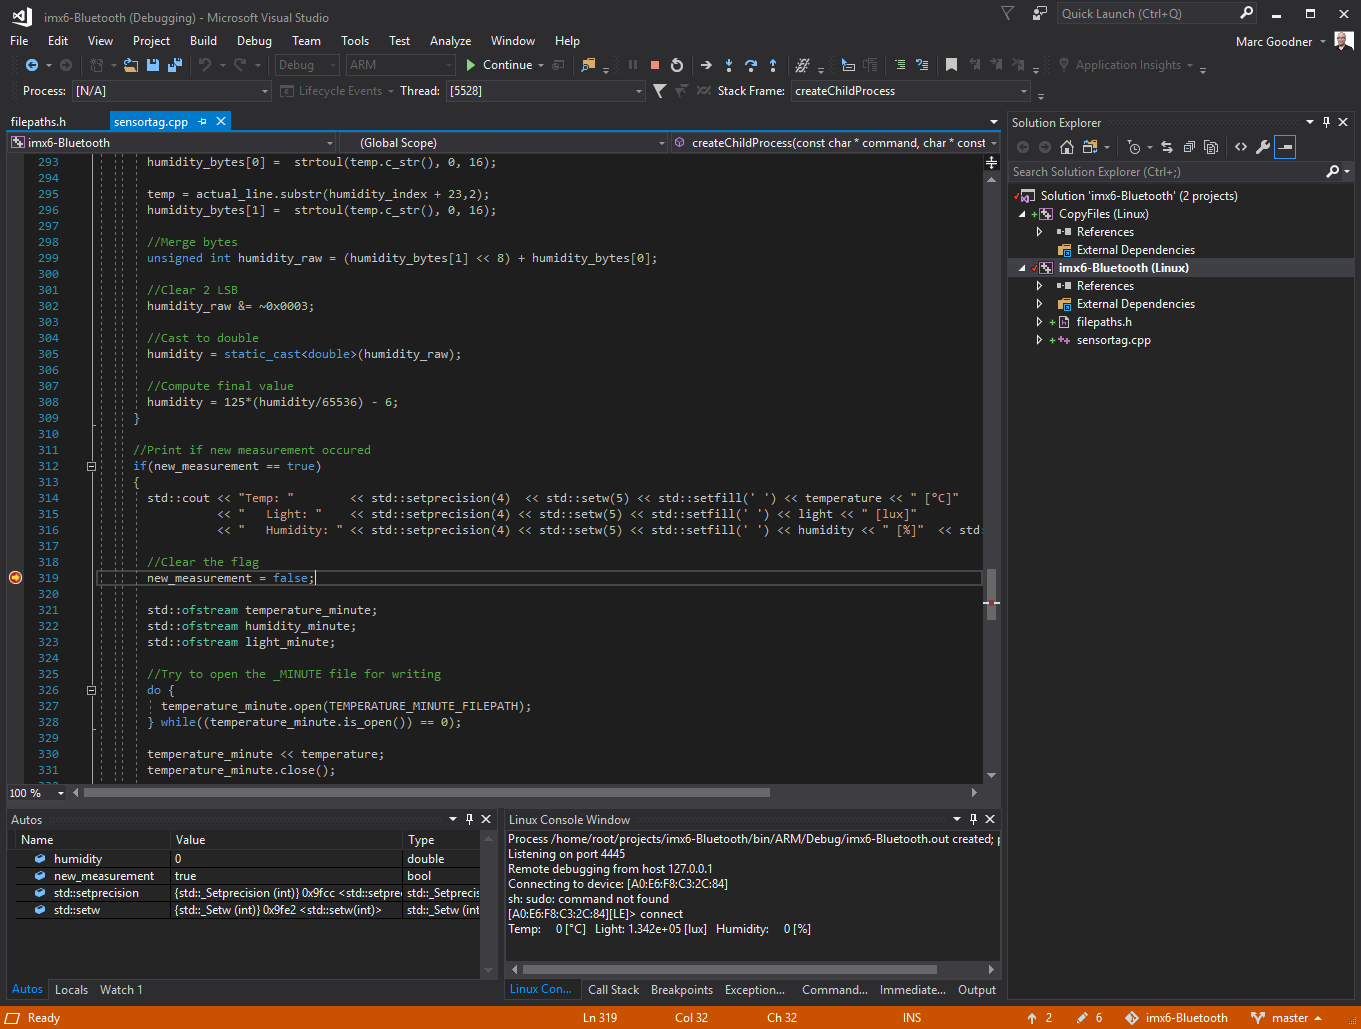 imx6-Bluetooth (Debugging) - Microsoft Visual Studio
Quick Launch (Ctrl+Q)
File Edit View Project Build Debug Team Tools Test Analyze Window Help
Marc Goodner
Debug ARM Continue Application Insights
Process: [N/A] Lifecycle Events Thread: [5528] Stack Frame: createChildProcess
filepaths.h sensortag.cpp
imx6-Bluetooth (Global Scope) createChildProcess(const char * command, char * const
293 humidity_bytes[0] =  strtoul(temp.c_str(), 0, 16);
294
295 temp = actual_line.substr(humidity_index + 23,2);
296 humidity_bytes[1] =  strtoul(temp.c_str(), 0, 16);
297
298 //Merge bytes
299 unsigned int humidity_raw = (humidity_bytes[1] << 8) + humidity_bytes[0];
300
301 //Clear 2 LSB
302 humidity_raw &= ~0x0003;
303
304 //Cast to double
305 humidity = static_cast<double>(humidity_raw);
306
307 //Compute final value
308 humidity = 125*(humidity/65536) - 6;
309 }
310
311 //Print if new measurement occured
312 if(new_measurement == true)
313 {
314 std::cout << "Temp: "        << std::setprecision(4)  << std::setw(5) << std::setfill(' ') << temperature << " [°C]"
315 << "   Light: "    << std::setprecision(4) << std::setw(5) << std::setfill(' ') << light << " [lux]"
316 << "   Humidity: " << std::setprecision(4) << std::setw(5) << std::setfill(' ') << humidity << " [%]"  << std:
317
318 //Clear the flag
319 new_measurement = false;
320
321 std::ofstream temperature_minute;
322 std::ofstream humidity_minute;
323 std::ofstream light_minute;
324
325 //Try to open the _MINUTE file for writing
326 do {
327 temperature_minute.open(TEMPERATURE_MINUTE_FILEPATH);
328 } while((temperature_minute.is_open()) == 0);
329
330 temperature_minute << temperature;
331 temperature_minute.close();
100 %
Solution Explorer
Search Solution Explorer (Ctrl+;)
Solution 'imx6-Bluetooth' (2 projects)
CopyFiles (Linux)
References
External Dependencies
imx6-Bluetooth (Linux)
References
External Dependencies
filepaths.h
sensortag.cpp
Autos
Name Value Type
humidity 0 double
new_measurement true bool
std::setprecision {std::_Setprecision (int)} 0x9fcc <std::setpre std::_Setprecis
std::setw {std::_Setw (int)} 0x9fe2 <std::setw(int)> std::_Setw (int
Autos Locals Watch 1
Linux Console Window
Process /home/root/projects/imx6-Bluetooth/bin/ARM/Debug/imx6-Bluetooth.out created; p
Listening on port 4445
Remote debugging from host 127.0.0.1
Connecting to device: [A0:E6:F8:C3:2C:84]
sh: sudo: command not found
[A0:E6:F8:C3:2C:84][LE]> connect
Temp:    0 [°C]   Light: 1.342e+05 [lux]   Humidity:    0 [%]
Linux Con... Call Stack Breakpoints Exception... Command... Immediate... Output
Ready Ln 319 Col 32 Ch 32 INS 2 6 imx6-Bluetooth master